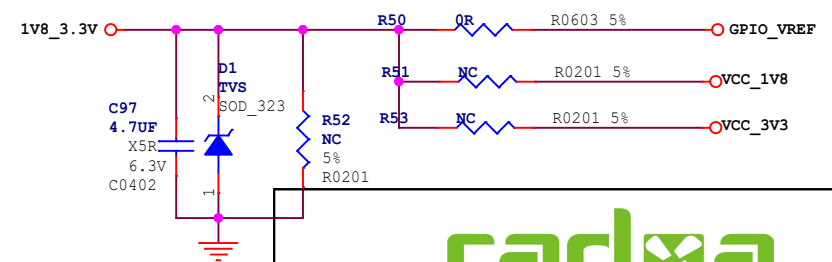 R50 0R R0603 5%
1V8_3.3V GPIO_VREF
R51 NC R0201 5% VCC_1V8
D1
TVS
SOD_323
2
C97
4.7UF
X5R
6.3V
C0402
R52
NC
5%
R0201
R53 NC R0201 5% VCC_3V3
1
radxa